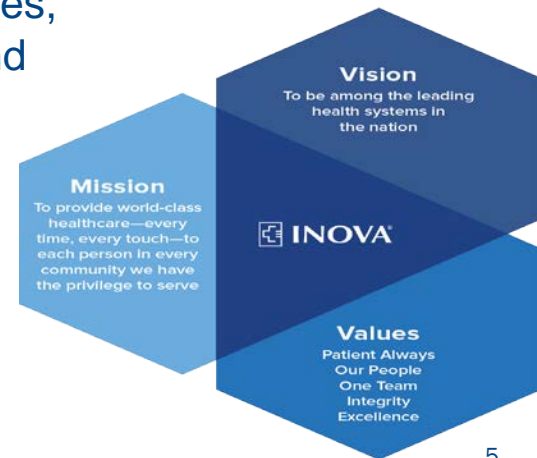 es,
nd
Vision
To be among the leading
health systems in
the nation
Mission
To provide world-class
healthcare—every
time, every touch—to
each person in every
community we have
the privilege to serve
INOVA
Values
Patient Always
Our People
One Team
Integrity
Excellence
5